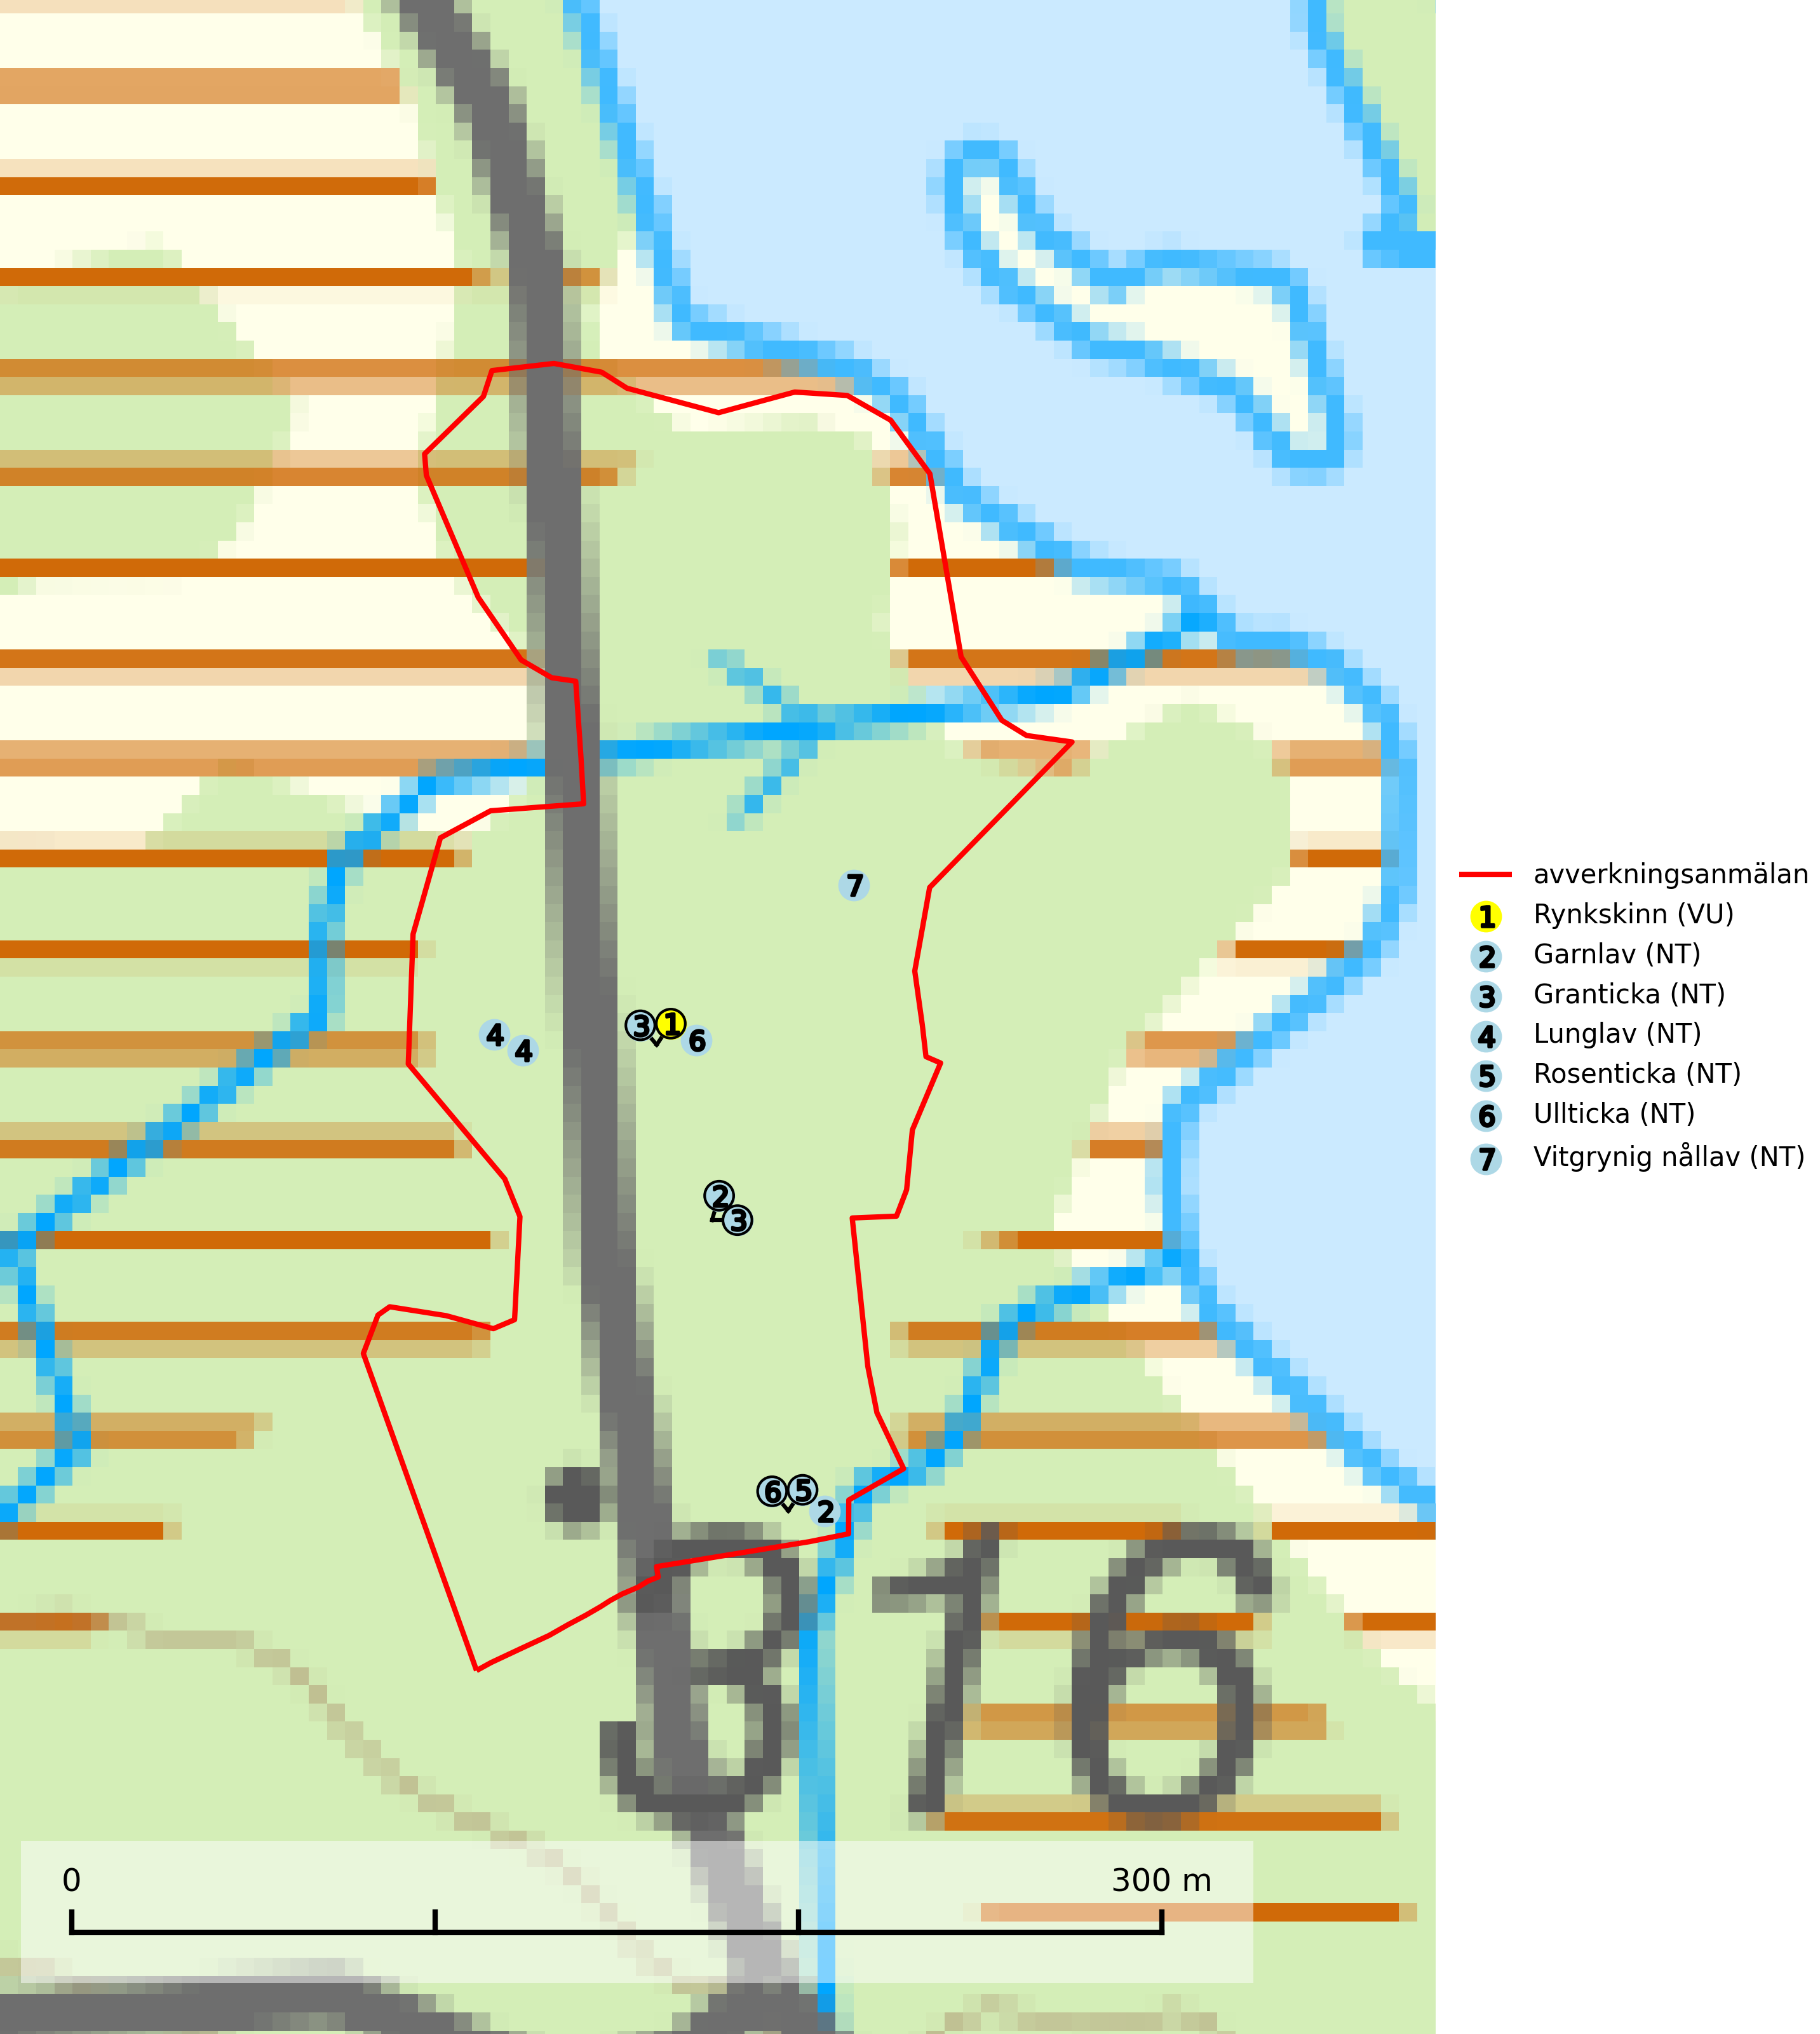 7
4
4
3
1
6
2
3
6
5
2
816
0
300 m
avverkningsanmälan
1 Rynkskinn (VU)
2 Garnlav (NT)
3 Granticka (NT)
4 Lunglav (NT)
5 Rosenticka (NT)
6 Ullticka (NT)
7 Vitgrynig nållav (NT)